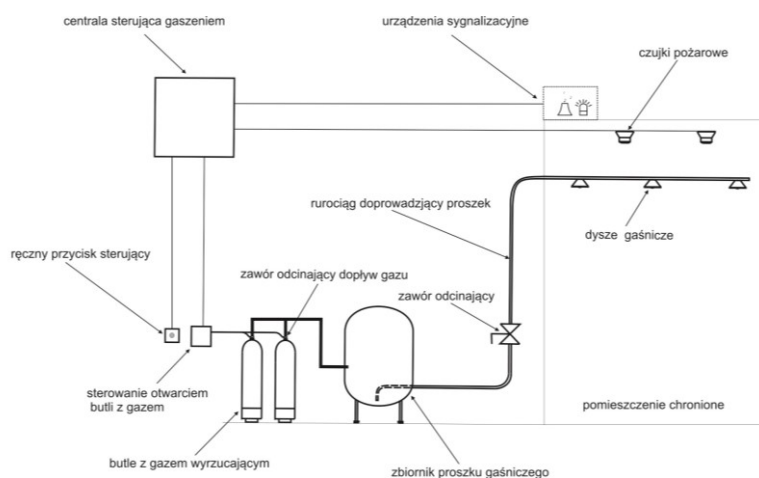 centrala sterująca gaszeniem
urządzenia sygnalizacyjne
czujki pożarowe
rurociąg doprowadzjący proszek
dysze gaśnicze
ręczny przycisk sterujący
zawór odcinający dopływ gazu
zawór odcinający
sterowanie otwarciem
butli z gazem
pomieszczenie chronione
butle z gazem wyrzucającym
zbiornik proszku gaśniczego